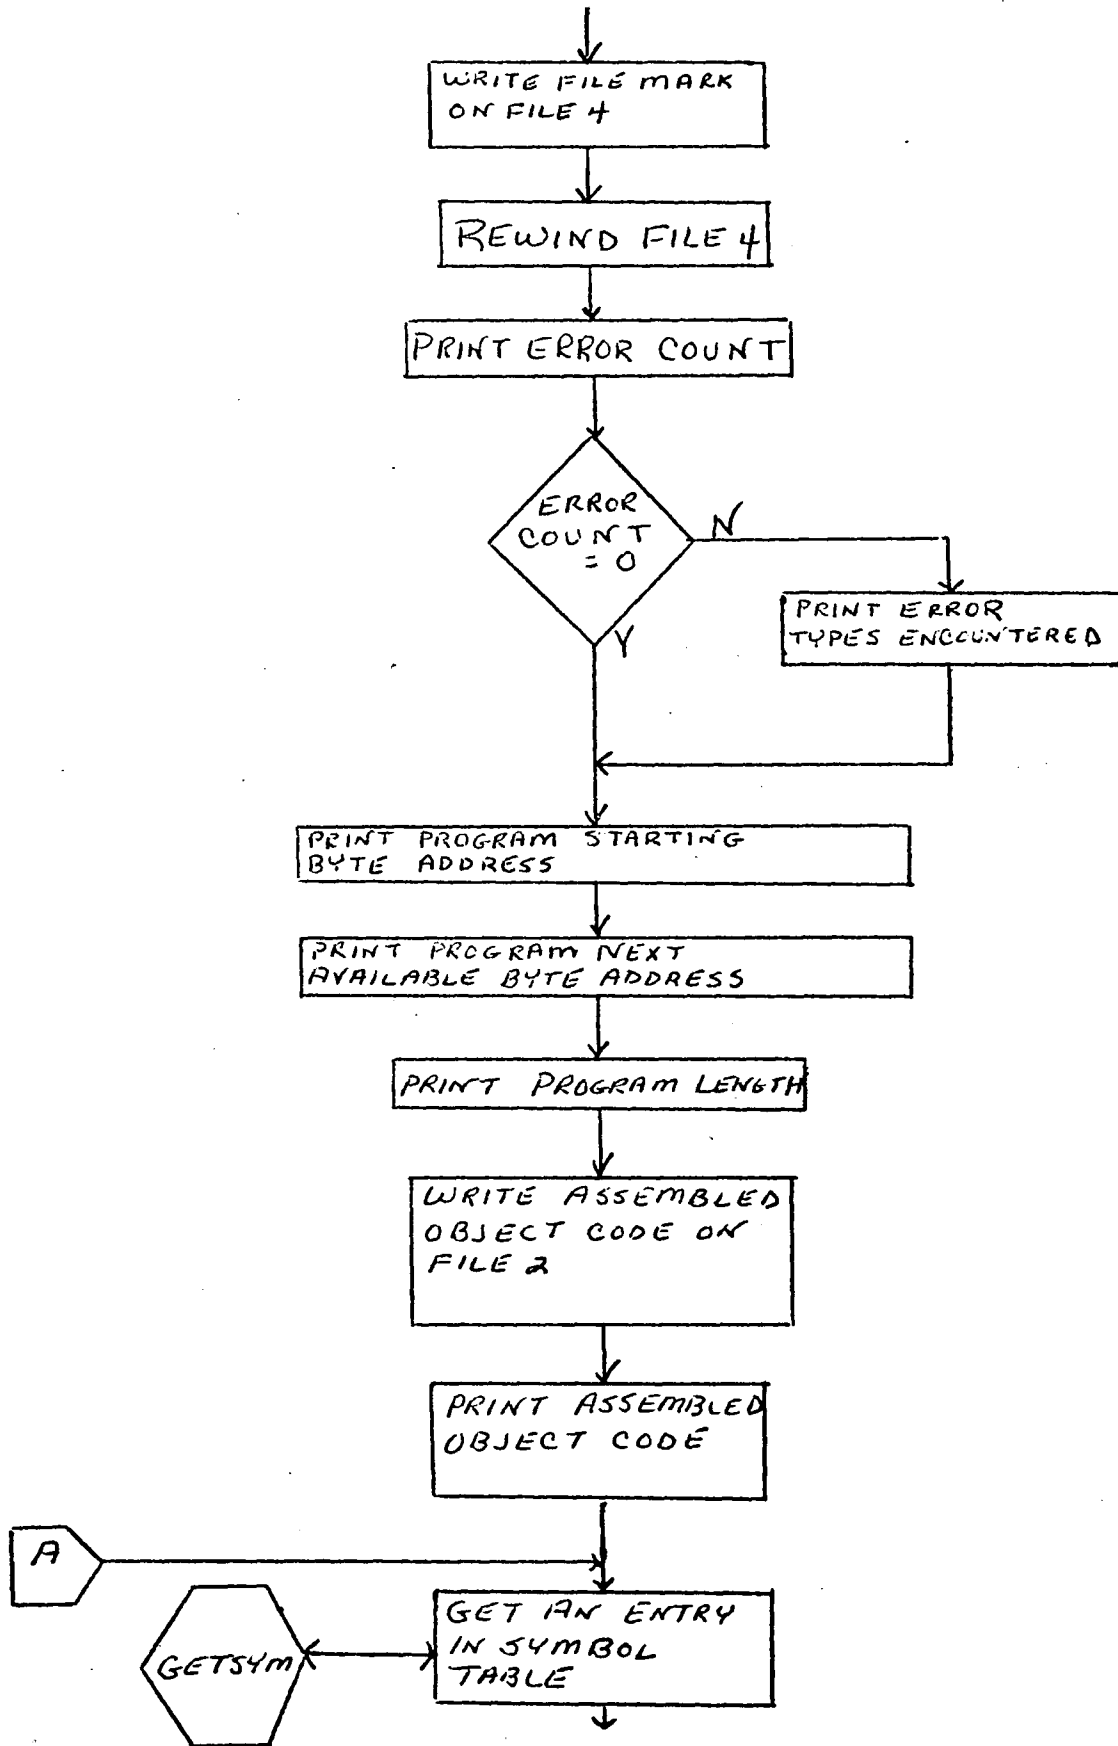 WRITE FILE MARK
ON FILE 4
REWIND FILE 4
PRINT ERROR COUNT
ERROR
COUNT
= 0
N
Y
PRINT ERROR
TYPES ENCOUNTERED
PRINT PROGRAM STARTING
BYTE ADDRESS
PRINT PROGRAM NEXT
AVAILABLE BYTE ADDRESS
PRINT PROGRAM LENGTH
WRITE ASSEMBLED
OBJECT CODE ON
FILE 2
PRINT ASSEMBLED
OBJECT CODE
A
GET AN ENTRY
IN SYMBOL
TABLE
GETSYM